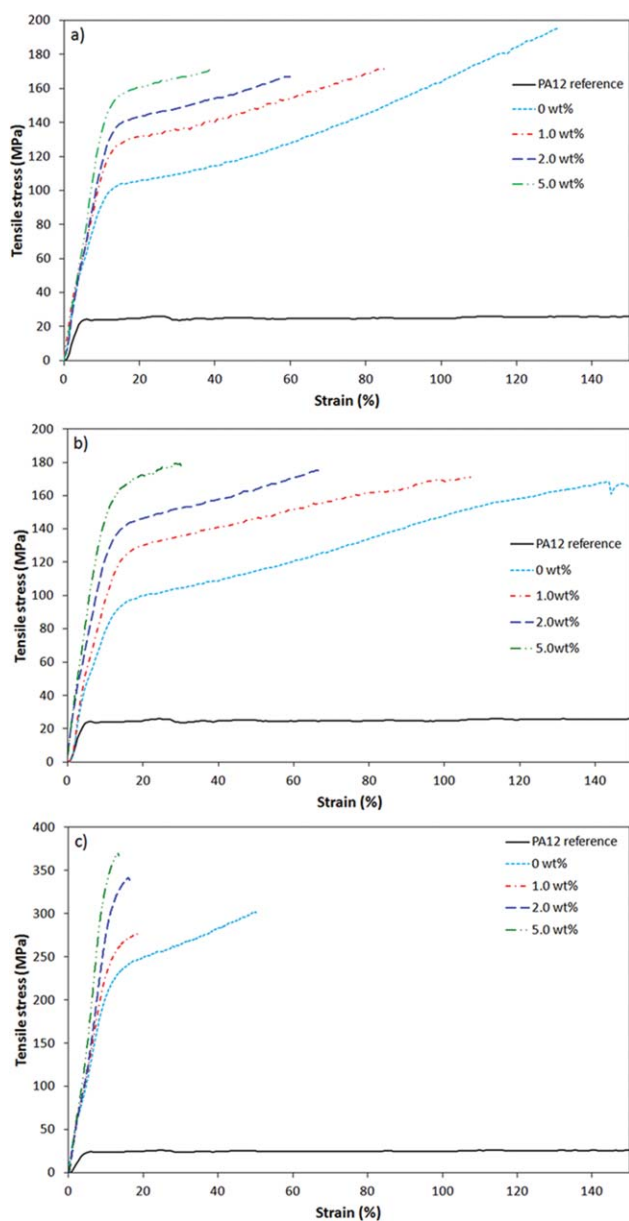 a)
Tensile stress (MPa)
200
180
160
140
120
100
80
60
40
20
0
PA12 reference
0 wt%
1.0 wt%
2.0 wt%
5.0 wt%
0 20 40 60 80 100 120 140
Strain (%)
b)
Tensile stress (MPa)
200
180
160
140
120
100
80
60
40
20
0
PA12 reference
0 wt%
1.0wt%
2.0wt%
5.0wt%
0 20 40 60 80 100 120 140
Strain (%)
c)
Tensile stress (MPa)
400
350
300
250
200
150
100
50
0
PA12 reference
0 wt%
1.0 wt%
2.0 wt%
5.0 wt%
0 20 40 60 80 100 120 140
Strain (%)